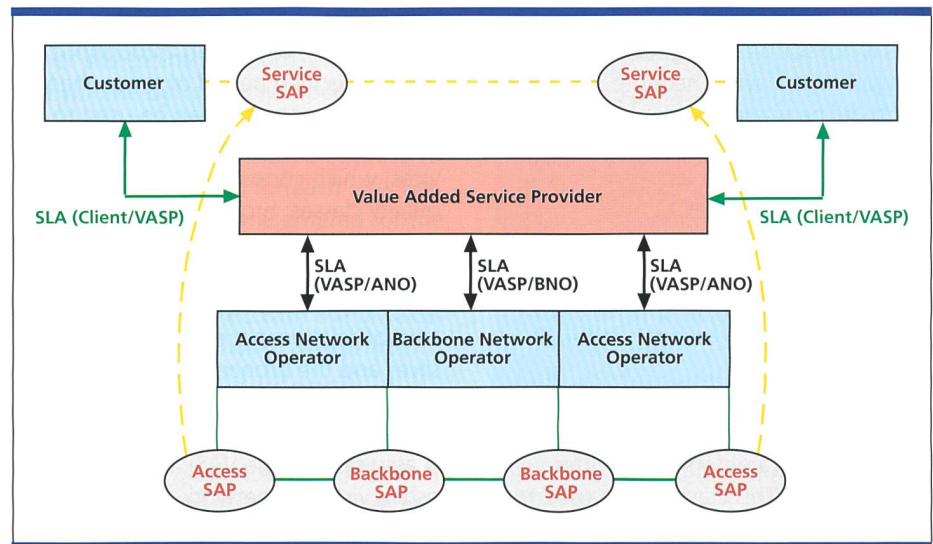 Customer
Service
SAP
Service
SAP
Customer
Value Added Service Provider
SLA (Client/VASP)
SLA (Client/VASP)
SLA
(VASP/ANO)
SLA
(VASP/BNO)
SLA
(VASP/ANO)
Access Network
Operator
Backbone Network
Operator
Access Network
Operator
Access
SAP
Backbone
SAP
Backbone
SAP
Access
SAP